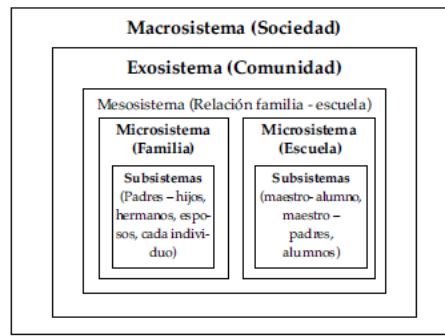 Macrosistema (Sociedad)
Exosistema (Comunidad)
Mesosistema (Relación familia - escuela)
Microsistema
(Familia)
Subsistemas
(Padres – hijos,
hermanos, espo-
sos, cada indivi-
duo)
Microsistema
(Escuela)
Subsistemas
(maestro- alumno,
maestro –
padres,
alumnos)